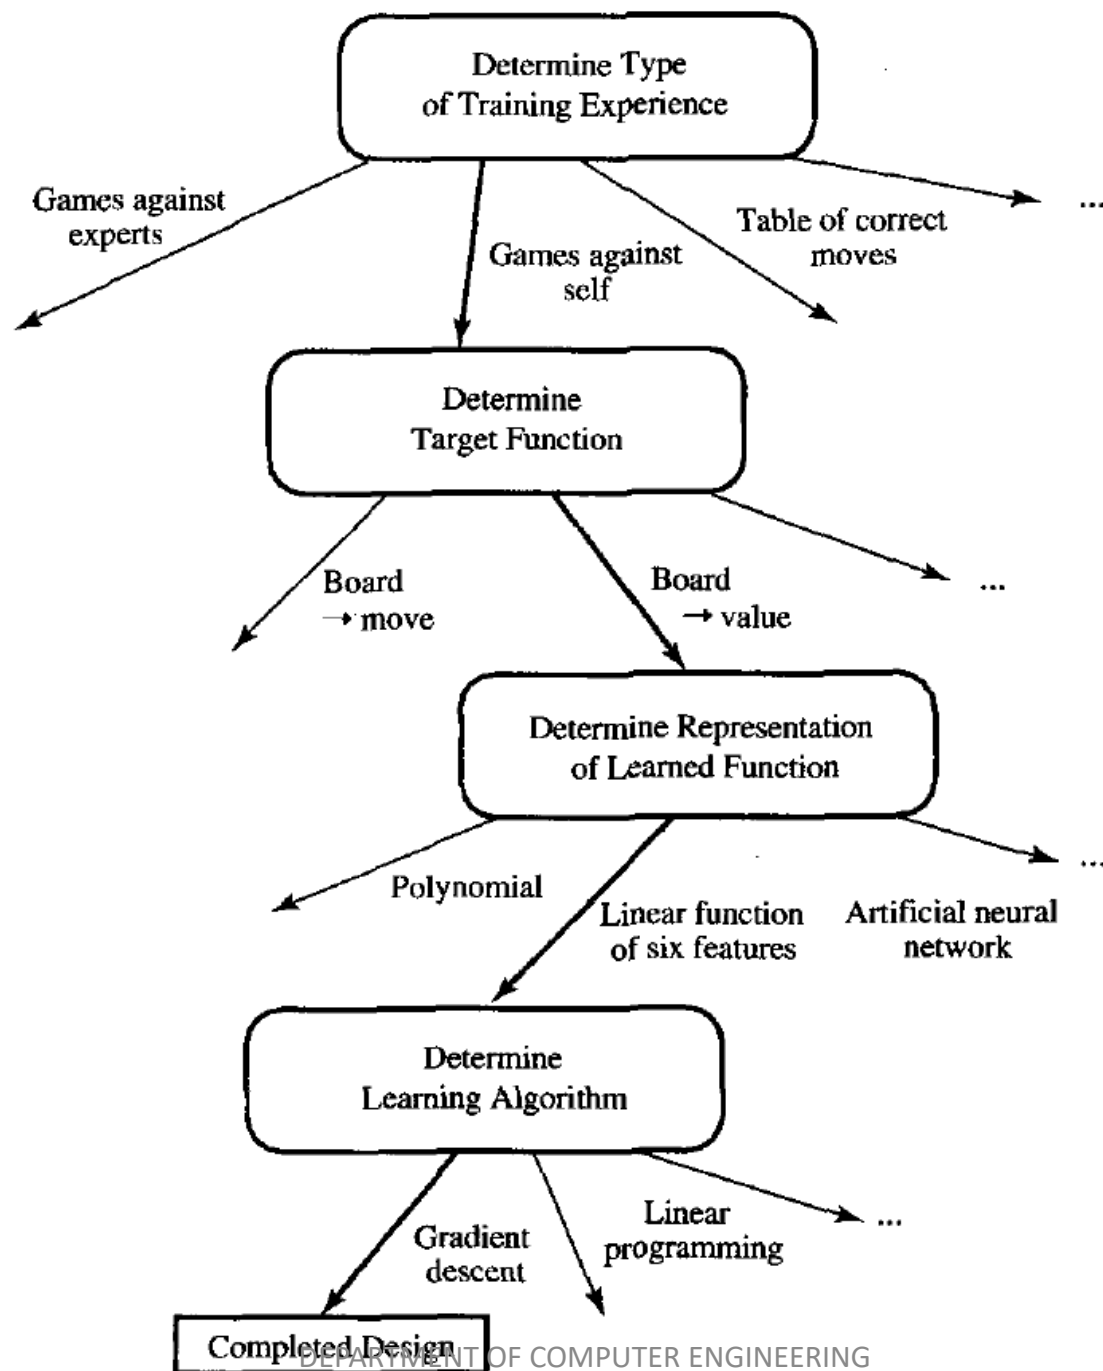 Determine Type
of Training Experience
Games against
experts
Games against
self
Table of correct
moves
...
Determine
Target Function
Board
→ move
Board
→ value
...
Determine Representation
of Learned Function
Polynomial
Linear function
of six features
Artificial neural
network
...
Determine
Learning Algorithm
Gradient
descent
Linear
programming
...
Completed Design
DEPARTMENT OF COMPUTER ENGINEERING